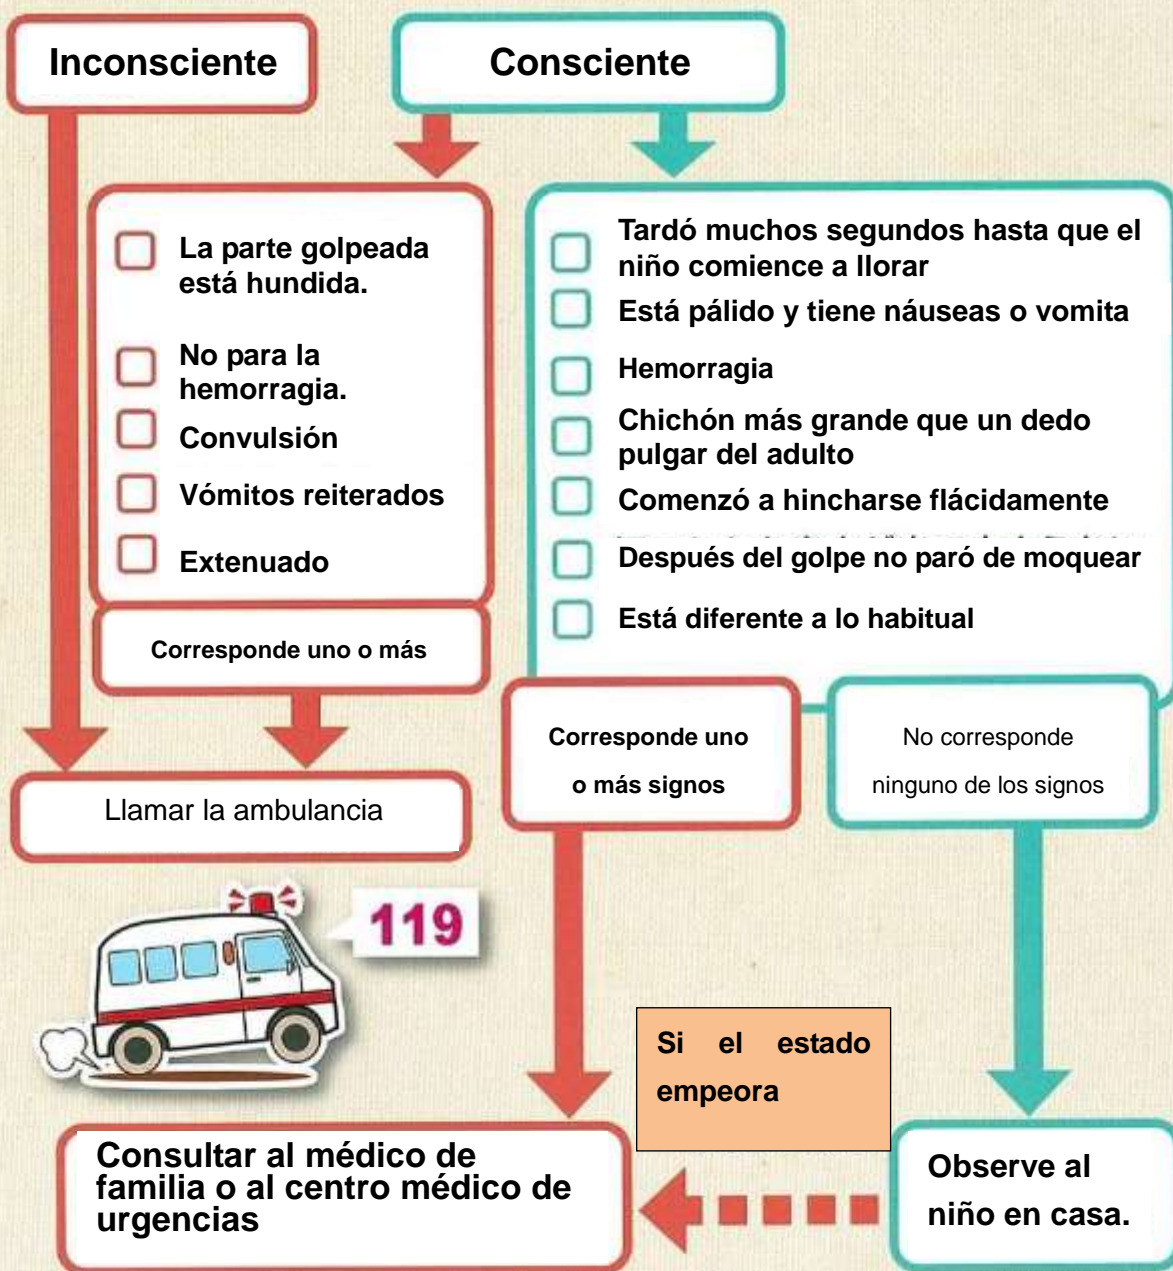 Inconsciente
Consciente
La parte golpeada
está hundida.
No para la
hemorragia.
Convulsión
Vómitos reiterados
Extenuado
Corresponde uno o más
Llamar la ambulancia
119
Tardó muchos segundos hasta que el
niño comience a llorar
Está pálido y tiene náuseas o vomita
Hemorragia
Chichón más grande que un dedo
pulgar del adulto
Comenzó a hincharse flácidamente
Después del golpe no paró de moquear
Está diferente a lo habitual
Corresponde uno
o más signos
No corresponde
ninguno de los signos
Si el estado
empeora
Consultar al médico de
familia o al centro médico de
urgencias
Observe al
niño en casa.